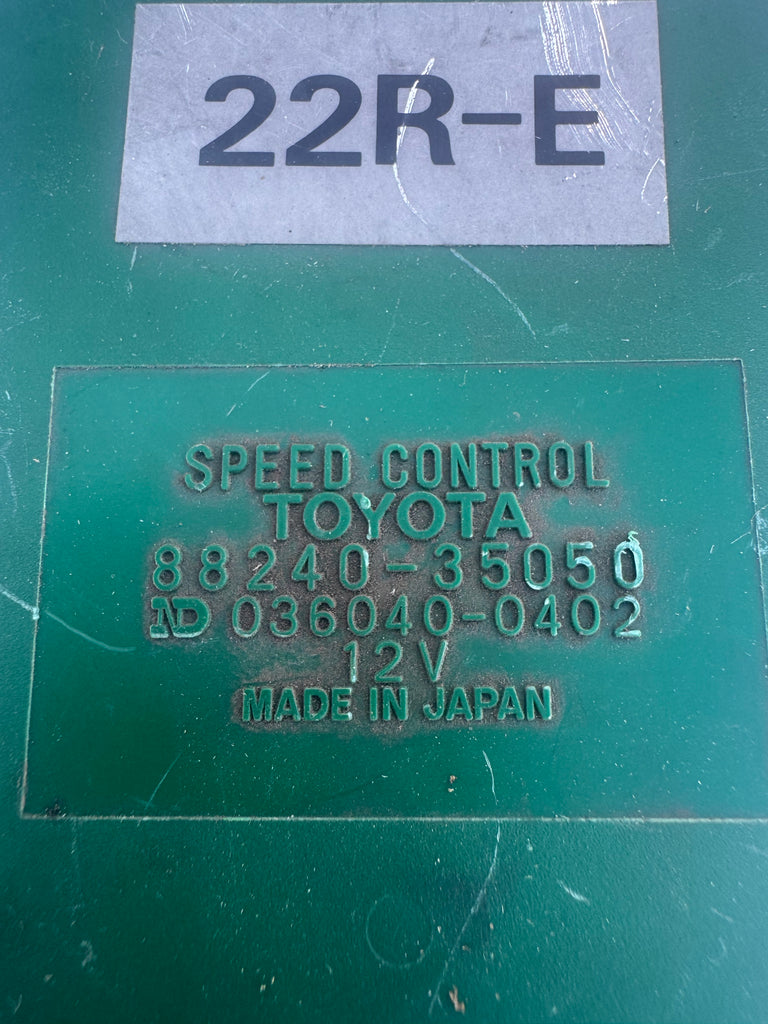 22R-E
SPEED CONTROL
TOYOTA
88240-35050
ND 036040-0402
12V
MADE IN JAPAN